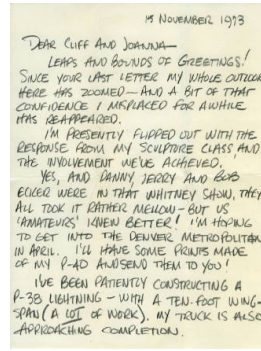 15 NOVEMBER 1973
DEAR CLIFF AND JOANNA—
LEAPS AND BOUNDS OF GREETINGS!
SINCE YOUR LAST LETTER MY WHOLE OUTLOOK
HERE HAS ZOOMED—AND A BIT OF THAT
CONFIDENCE I MISPLACED FOR AWHILE
HAS REAPPEARED.
I'M PRESENTLY FLIPPED OUT WITH THE
RESPONSE FROM MY SCULPTURE CLASS, AND
THE INVOLVEMENT WE'VE ACHIEVED.
YES, AND DANNY, JERRY AND BOB
ECKER WERE IN THAT WHITNEY SHOW, THEY
ALL TOOK IT RATHER MELLOW—BUT US
'AMATEURS' KNEW BETTER! I'M HOPING
TO GET INTO THE DENVER METROPOLITAN
IN APRIL. I'LL HAVE SOME PRINTS MADE
OF MY P-40 AND SEND THEM TO YOU!
I'VE BEEN PATIENTLY CONSTRUCTING A
P-38 LIGHTNING—WITH A TEN-FOOT WING-
SPAN (A LOT OF WORK). MY TRUCK IS ALSO
APPROACHING COMPLETION.